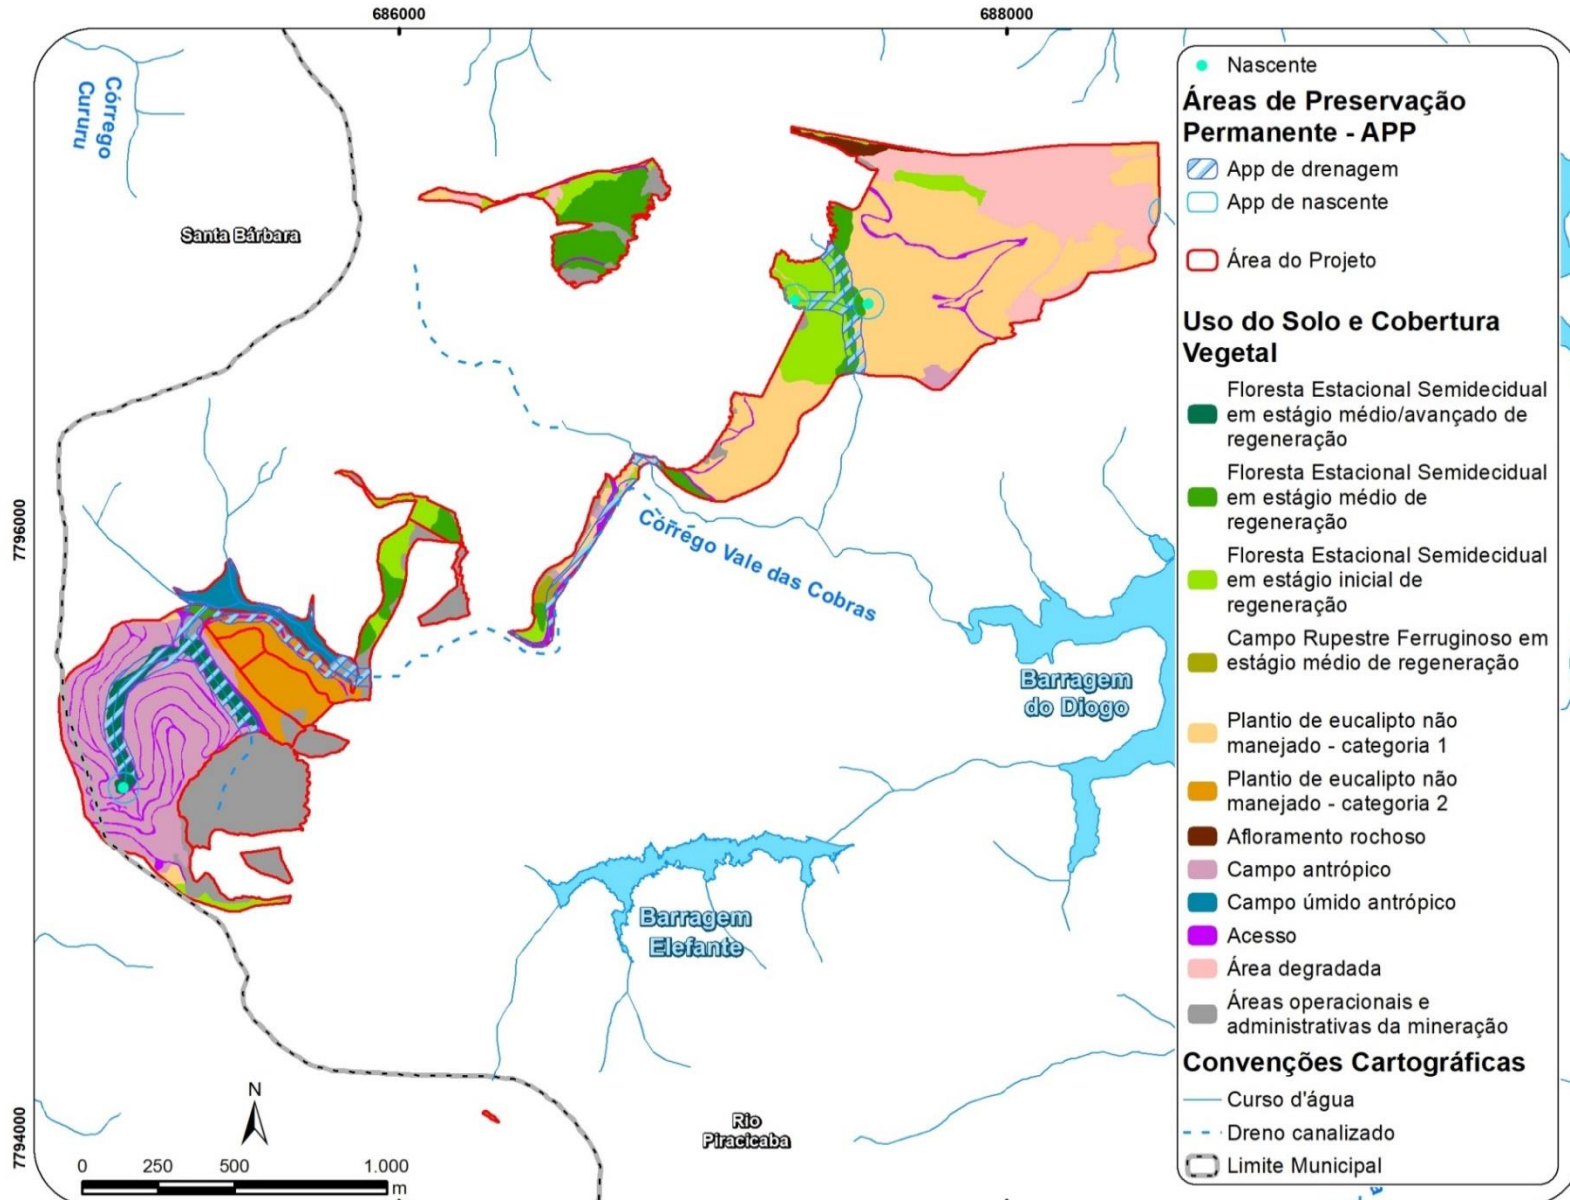 686000
688000
7796000
7794000
Córrego
Cururu
Santa Bárbara
Córrego Vale das Cobras
Barragem
do Diogo
Barragem
Elefante
Rio
Piracicaba
N
0 250 500 1.000
m
Nascente
Áreas de Preservação
Permanente - APP
App de drenagem
App de nascente
Área do Projeto
Uso do Solo e Cobertura
Vegetal
Floresta Estacional Semidecidual
em estágio médio/avançado de
regeneração
Floresta Estacional Semidecidual
em estágio médio de
regeneração
Floresta Estacional Semidecidual
em estágio inicial de
regeneração
Campo Rupestre Ferruginoso em
estágio médio de regeneração
Plantio de eucalipto não
manejado - categoria 1
Plantio de eucalipto não
manejado - categoria 2
Afloramento rochoso
Campo antrópico
Campo úmido antrópico
Acesso
Área degradada
Áreas operacionais e
administrativas da mineração
Convenções Cartográficas
Curso d'água
Dreno canalizado
Limite Municipal